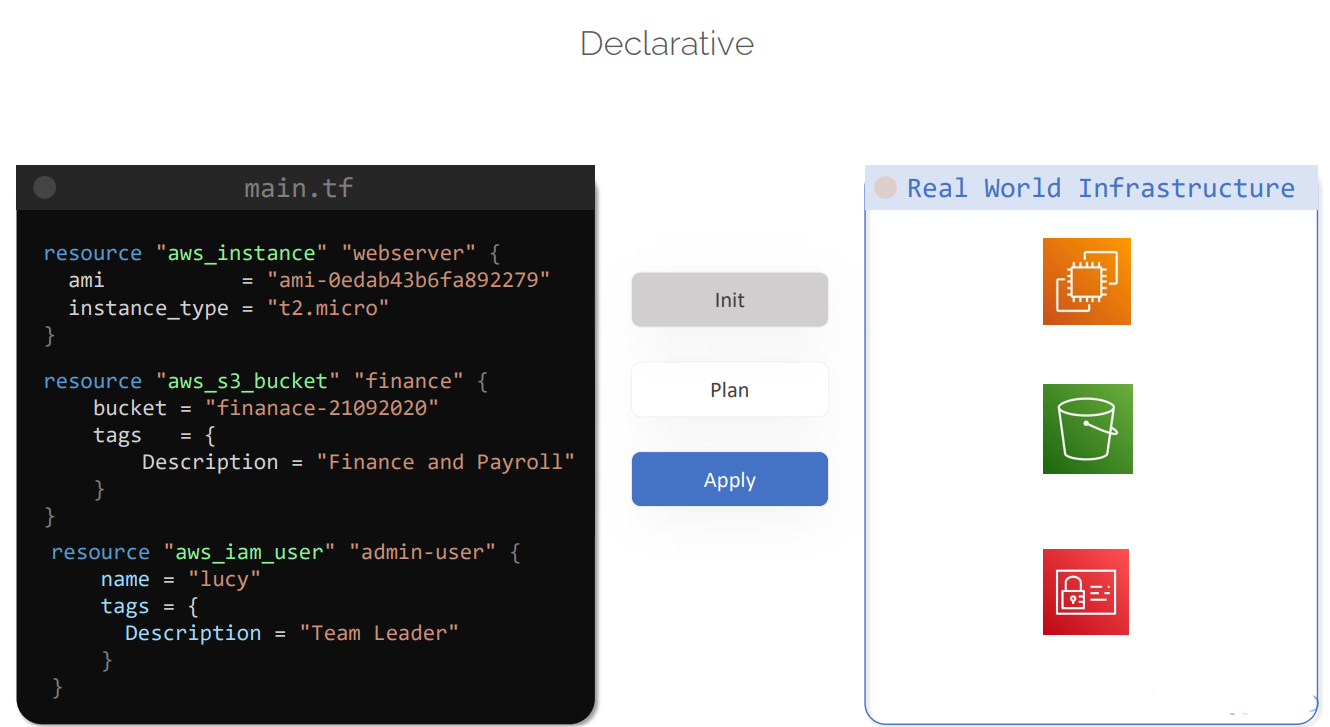 Declarative
main.tf
resource "aws_instance" "webserver" {
  ami           = "ami-0edab43b6fa892279"
  instance_type = "t2.micro"
}
resource "aws_s3_bucket" "finance" {
    bucket = "finanace-21092020"
    tags   = {
        Description = "Finance and Payroll"
    }
}
resource "aws_iam_user" "admin-user" {
    name = "lucy"
    tags = {
      Description = "Team Leader"
    }
}
Init
Plan
Apply
Real World Infrastructure